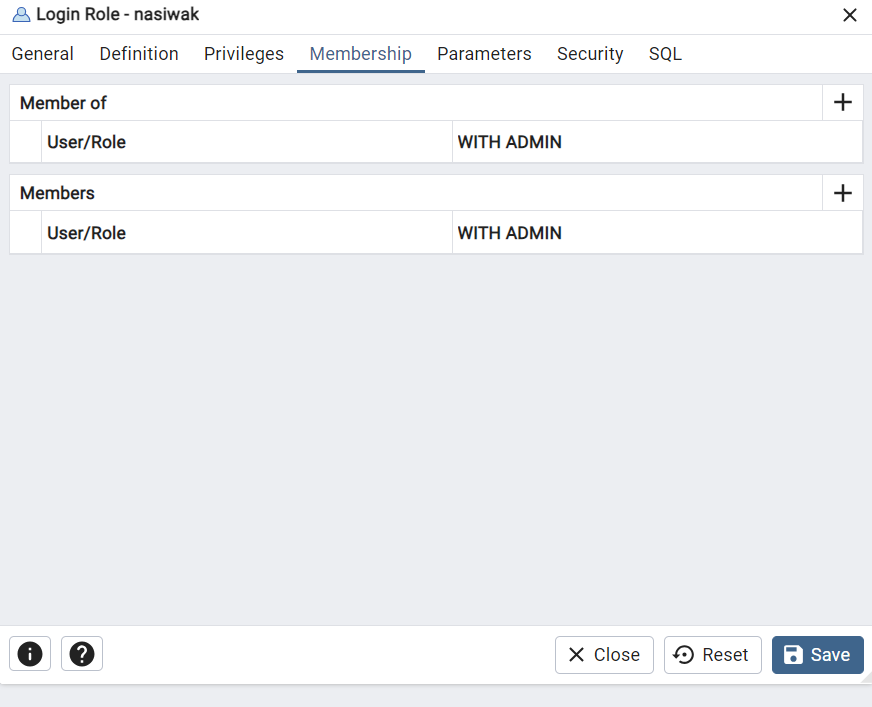 Login Role - nasiwak
General Definition Privileges Membership Parameters Security SQL
Member of
User/Role WITH ADMIN
Members
User/Role WITH ADMIN
Close Reset Save